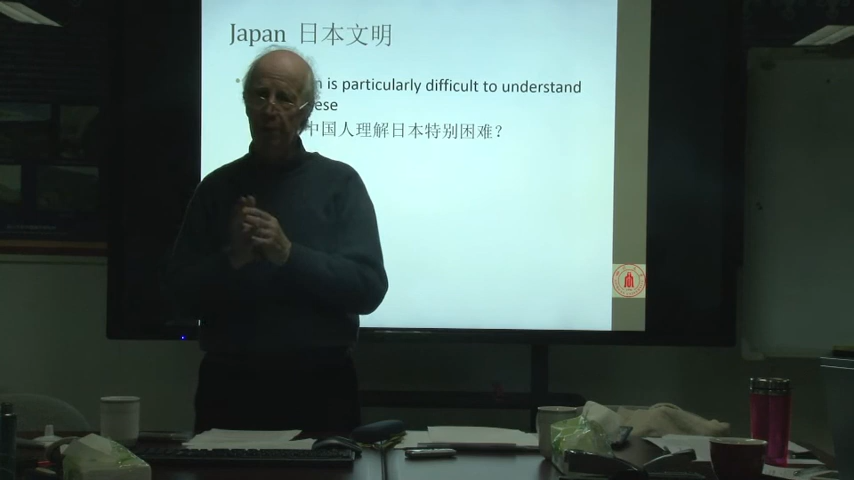 Japan 日本文明
n is particularly difficult to understand
ese
中国人理解日本特别困难？